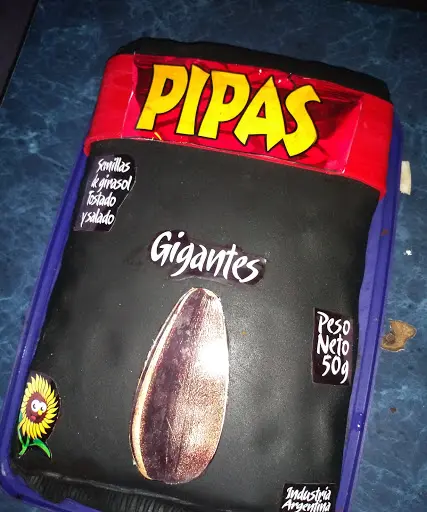 PIPAS
Semillas
de girasol
Tostado
y salado
Gigantes
Peso
Neto
50g
Industria
Argentina